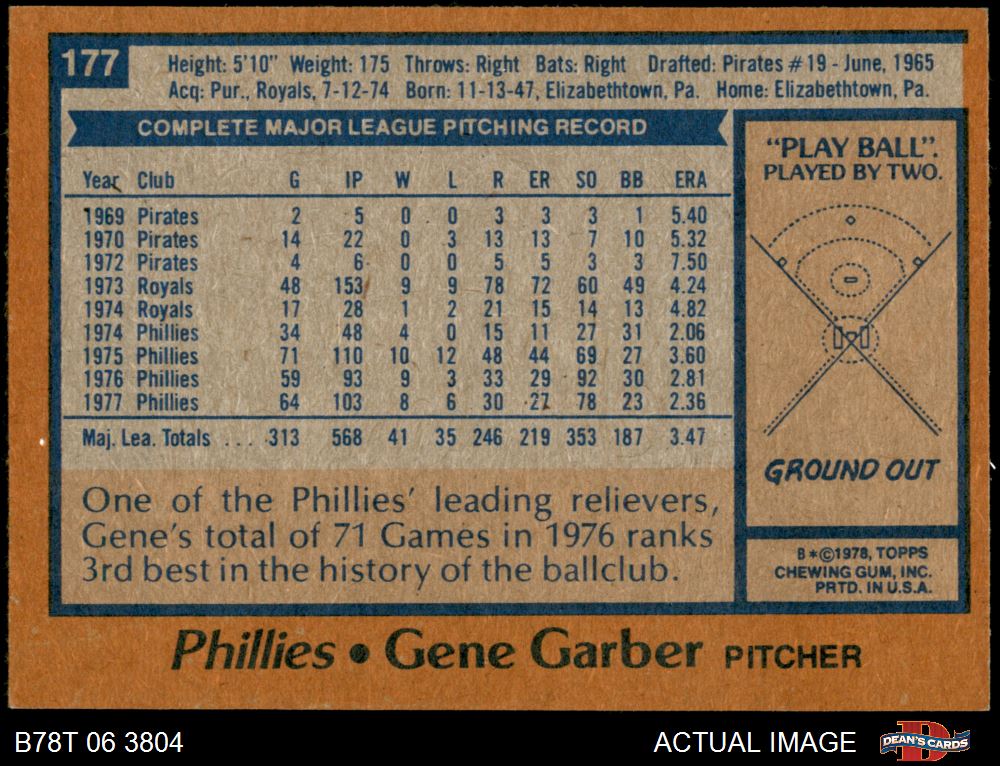 177
Height: 5'10" Weight: 175 Throws: Right Bats: Right Drafted: Pirates #19 - June, 1965
Acq: Pur., Royals, 7-12-74 Born: 11-13-47, Elizabethtown, Pa. Home: Elizabethtown, Pa.
COMPLETE MAJOR LEAGUE PITCHING RECORD
Year Club G IP W L R ER SO BB ERA
1969 Pirates 2 5 0 0 3 3 3 1 5.40
1970 Pirates 14 22 0 3 13 13 7 10 5.32
1972 Pirates 4 6 0 0 5 5 3 3 7.50
1973 Royals 48 153 9 9 78 72 60 49 4.24
1974 Royals 17 28 1 2 21 15 14 13 4.82
1974 Phillies 34 48 4 0 15 11 27 31 2.06
1975 Phillies 71 110 10 12 48 44 69 27 3.60
1976 Phillies 59 93 9 3 33 29 92 30 2.81
1977 Phillies 64 103 8 6 30 27 78 23 2.36
Maj. Lea. Totals . . . 313 568 41 35 246 219 353 187 3.47
One of the Phillies' leading relievers,
Gene's total of 71 Games in 1976 ranks
3rd best in the history of the ballclub.
"PLAY BALL".
PLAYED BY TWO.
GROUND OUT
B*©1978, TOPPS
CHEWING GUM, INC.
PRTD. IN U.S.A.
Phillies • Gene Garber PITCHER
B78T 06 3804
ACTUAL IMAGE
D
DEAN'S CARDS